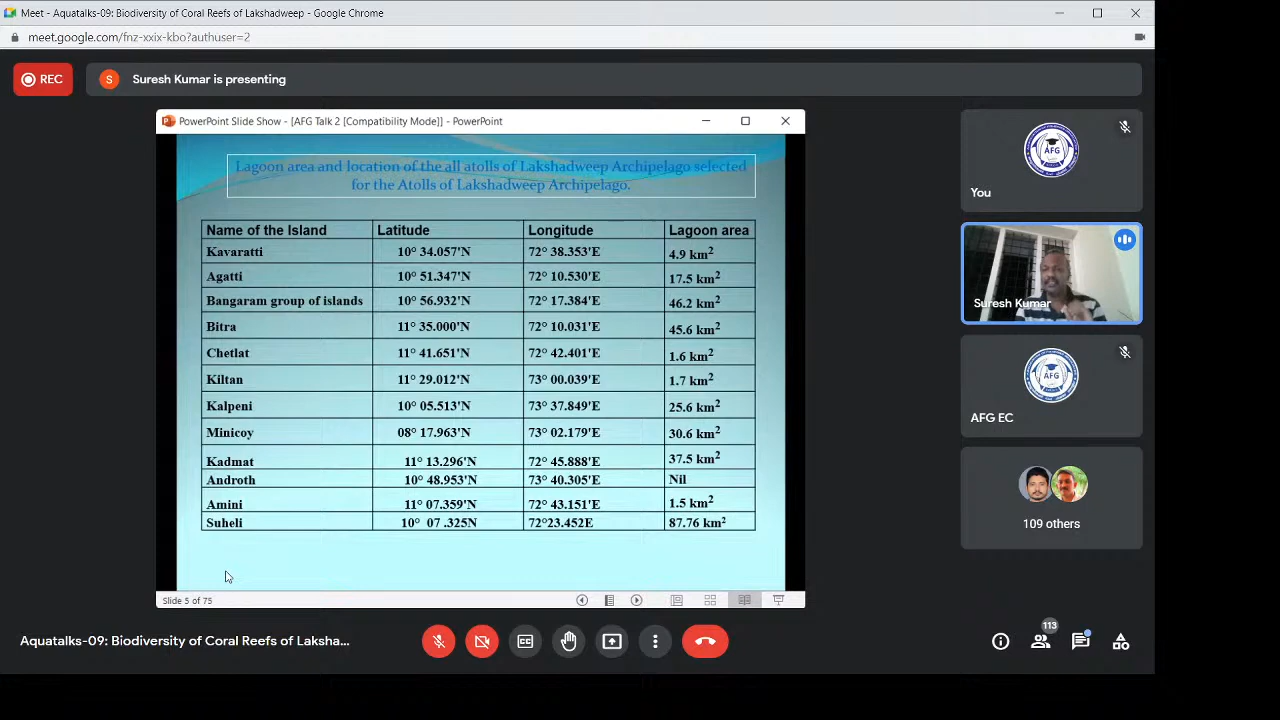 Meet - Aquatalks-09: Biodiversity of Coral Reefs of Lakshadweep - Google Chrome
meet.google.com/fnz-xxix-kbo?authuser=2
REC
S
Suresh Kumar is presenting
PowerPoint Slide Show - [AFG Talk 2 [Compatibility Mode]] - PowerPoint
Lagoon area and location of the all atolls of Lakshadweep Archipelago selected
for the Atolls of Lakshadweep Archipelago.
Name of the Island Latitude Longitude Lagoon area
Kavaratti 10° 34.057'N 72° 38.353'E 4.9 km²
Agatti 10° 51.347'N 72° 10.530'E 17.5 km²
Bangaram group of islands 10° 56.932'N 72° 17.384'E 46.2 km²
Bitra 11° 35.000'N 72° 10.031'E 45.6 km²
Chetlat 11° 41.651'N 72° 42.401'E 1.6 km²
Kiltan 11° 29.012'N 73° 00.039'E 1.7 km²
Kalpeni 10° 05.513'N 73° 37.849'E 25.6 km²
Minicoy 08° 17.963'N 73° 02.179'E 30.6 km²
Kadmat 11° 13.296'N 72° 45.888'E 37.5 km²
Androth 10° 48.953'N 73° 40.305'E Nil
Amini 11° 07.359'N 72° 43.151'E 1.5 km²
Suheli 10° 07 .325N 72°23.452E 87.76 km²
Slide 5 of 75
AFG
You
Suresh Kumar
AFG
AFG EC
109 others
Aquatalks-09: Biodiversity of Coral Reefs of Laksha...
CC
113